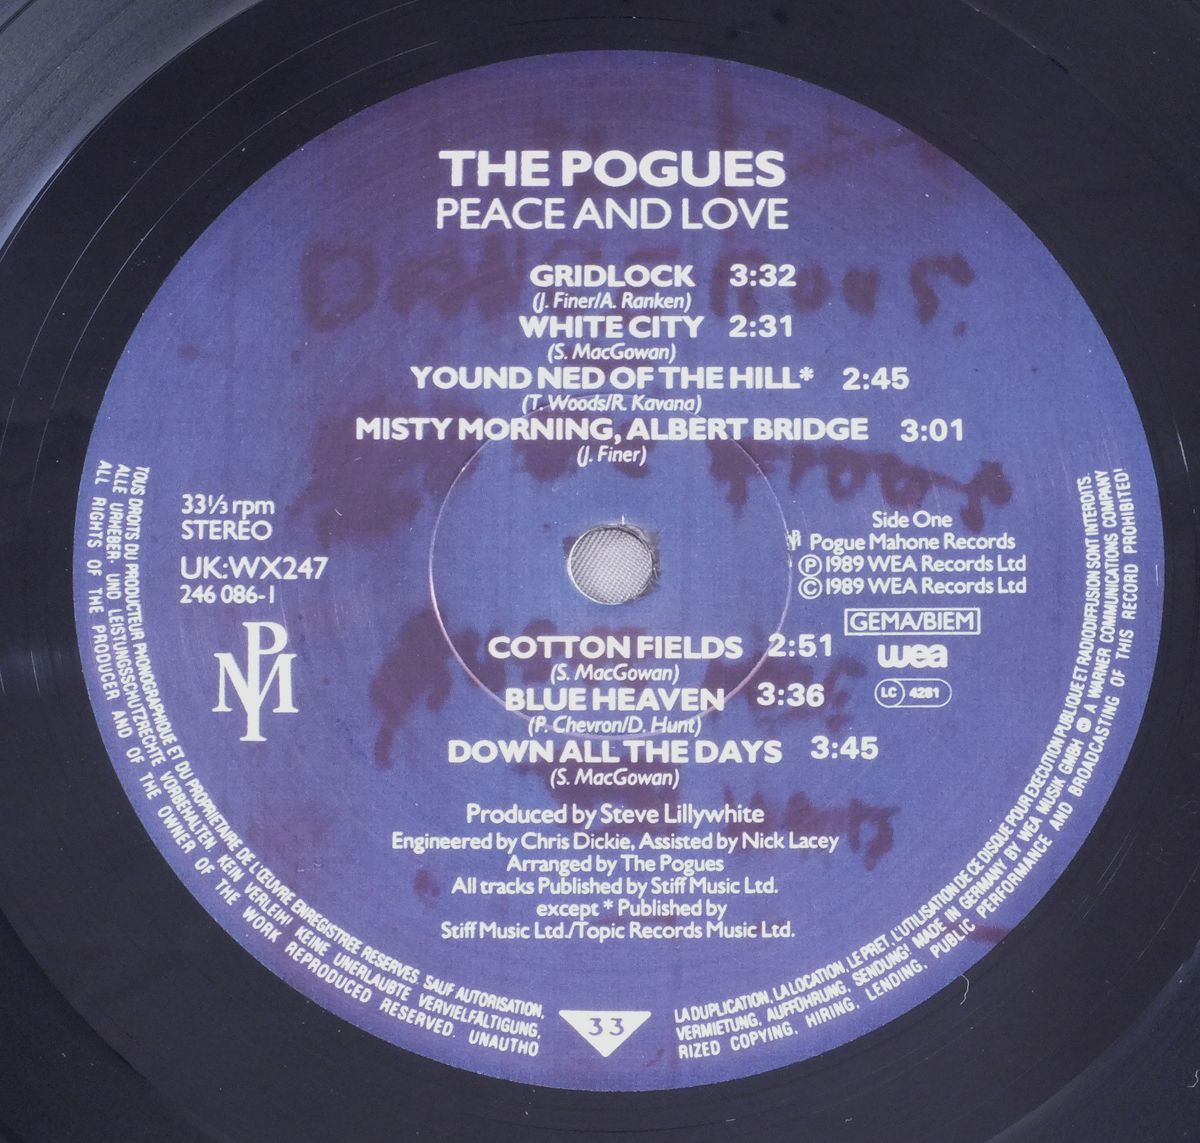 THE POGUES
PEACE AND LOVE
GRIDLOCK 3:32
(J. Finer/A. Ranken)
WHITE CITY 2:31
(S. MacGowan)
YOUND NED OF THE HILL* 2:45
(T. Woods/R. Kavana)
MISTY MORNING, ALBERT BRIDGE 3:01
(J. Finer)
33⅓ rpm
STEREO
UK:WX247
246 086-1
PMY
Side One
Pogue Mahone Records
Ⓟ 1989 WEA Records Ltd
© 1989 WEA Records Ltd
GEMA/BIEM
wea
LC 4281
COTTON FIELDS 2:51
(S. MacGowan)
BLUE HEAVEN 3:36
(P. Chevron/D. Hunt)
DOWN ALL THE DAYS 3:45
(S. MacGowan)
Produced by Steve Lillywhite
Engineered by Chris Dickie, Assisted by Nick Lacey
Arranged by The Pogues
All tracks Published by Stiff Music Ltd.
except * Published by
Stiff Music Ltd./Topic Records Music Ltd.
33
TOUS DROITS DU PRODUCTEUR PHONOGRAPHIQUE ET DU PROPRIETAIRE DE L'ŒUVRE ENREGISTREE RESERVES. SAUF AUTORISATION, LA DUPLICATION, LA LOCATION, LE PRET, L'UTILISATION DE CE DISQUE POUR EXECUTION PUBLIQUE ET RADIODIFFUSION SONT INTERDITS.
ALLE URHEBER- UND LEISTUNGSSCHUTZRECHTE VORBEHALTEN KEIN VERLEIH! KEINE UNERLAUBTE VERVIELFÄLTIGUNG, VERMIETUNG, AUFFÜHRUNG, SENDUNG! MADE IN GERMANY BY WEA MUSIK GMBH A WARNER COMMUNICATIONS COMPANY
ALL RIGHTS OF THE PRODUCER AND OF THE OWNER OF THE WORK REPRODUCED RESERVED. UNAUTHORIZED COPYING, HIRING, LENDING, PUBLIC PERFORMANCE AND BROADCASTING OF THIS RECORD PROHIBITED!